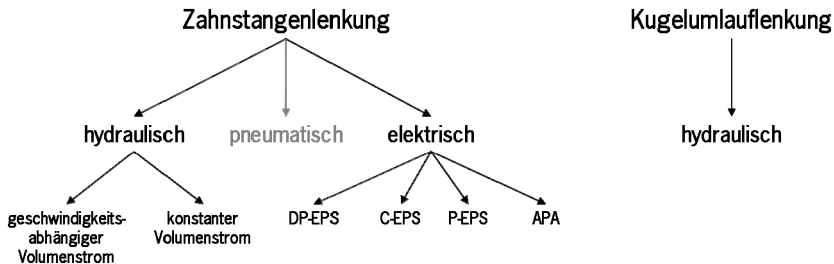 Zahnstangenlenkung
Kugelumlauflenkung
hydraulisch
pneumatisch
elektrisch
hydraulisch
geschwindigkeits-
abhängiger
Volumenstrom
konstanter
Volumenstrom
DP-EPS
C-EPS
P-EPS
APA